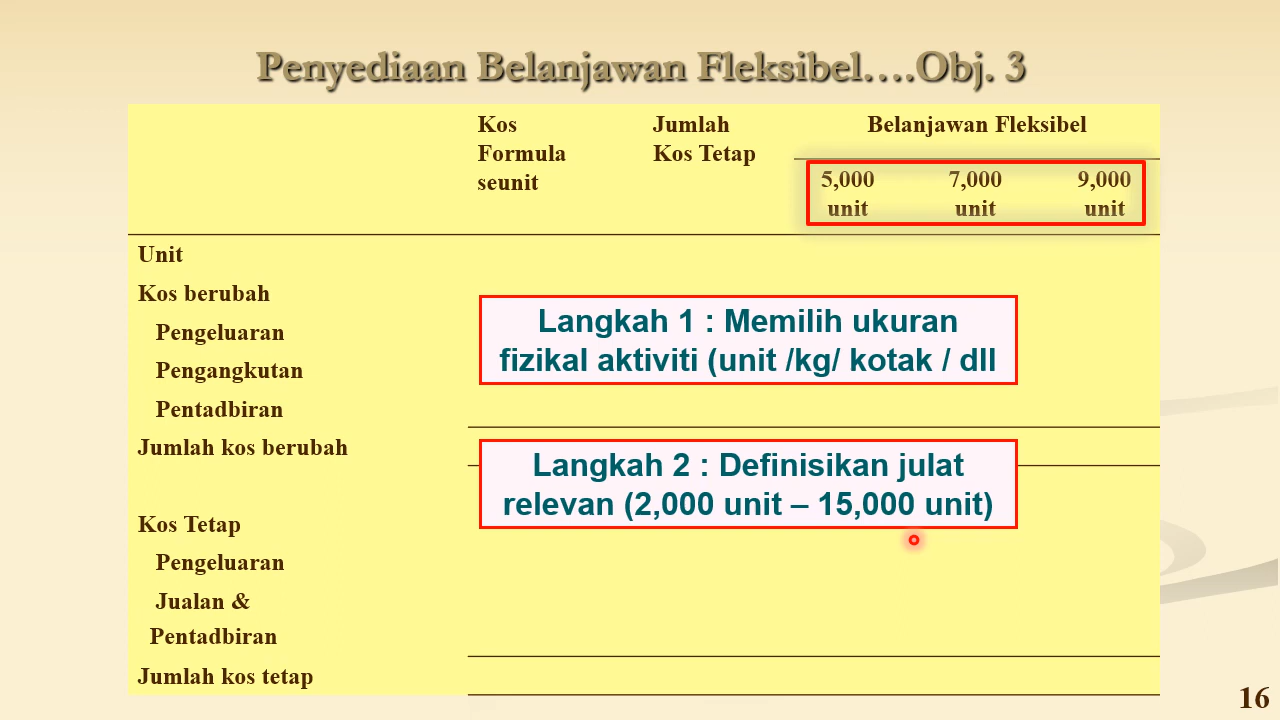 Penyediaan Belanjawan Fleksibel....Obj. 3
Kos Formula seunit
Jumlah Kos Tetap
Belanjawan Fleksibel
5,000 unit
7,000 unit
9,000 unit
Unit
Kos berubah
Pengeluaran
Pengangkutan
Pentadbiran
Jumlah kos berubah
Langkah 1 : Memilih ukuran
fizikal aktiviti (unit /kg/ kotak / dll
Langkah 2 : Definisikan julat
relevan (2,000 unit – 15,000 unit)
Kos Tetap
Pengeluaran
Jualan &
Pentadbiran
Jumlah kos tetap
16